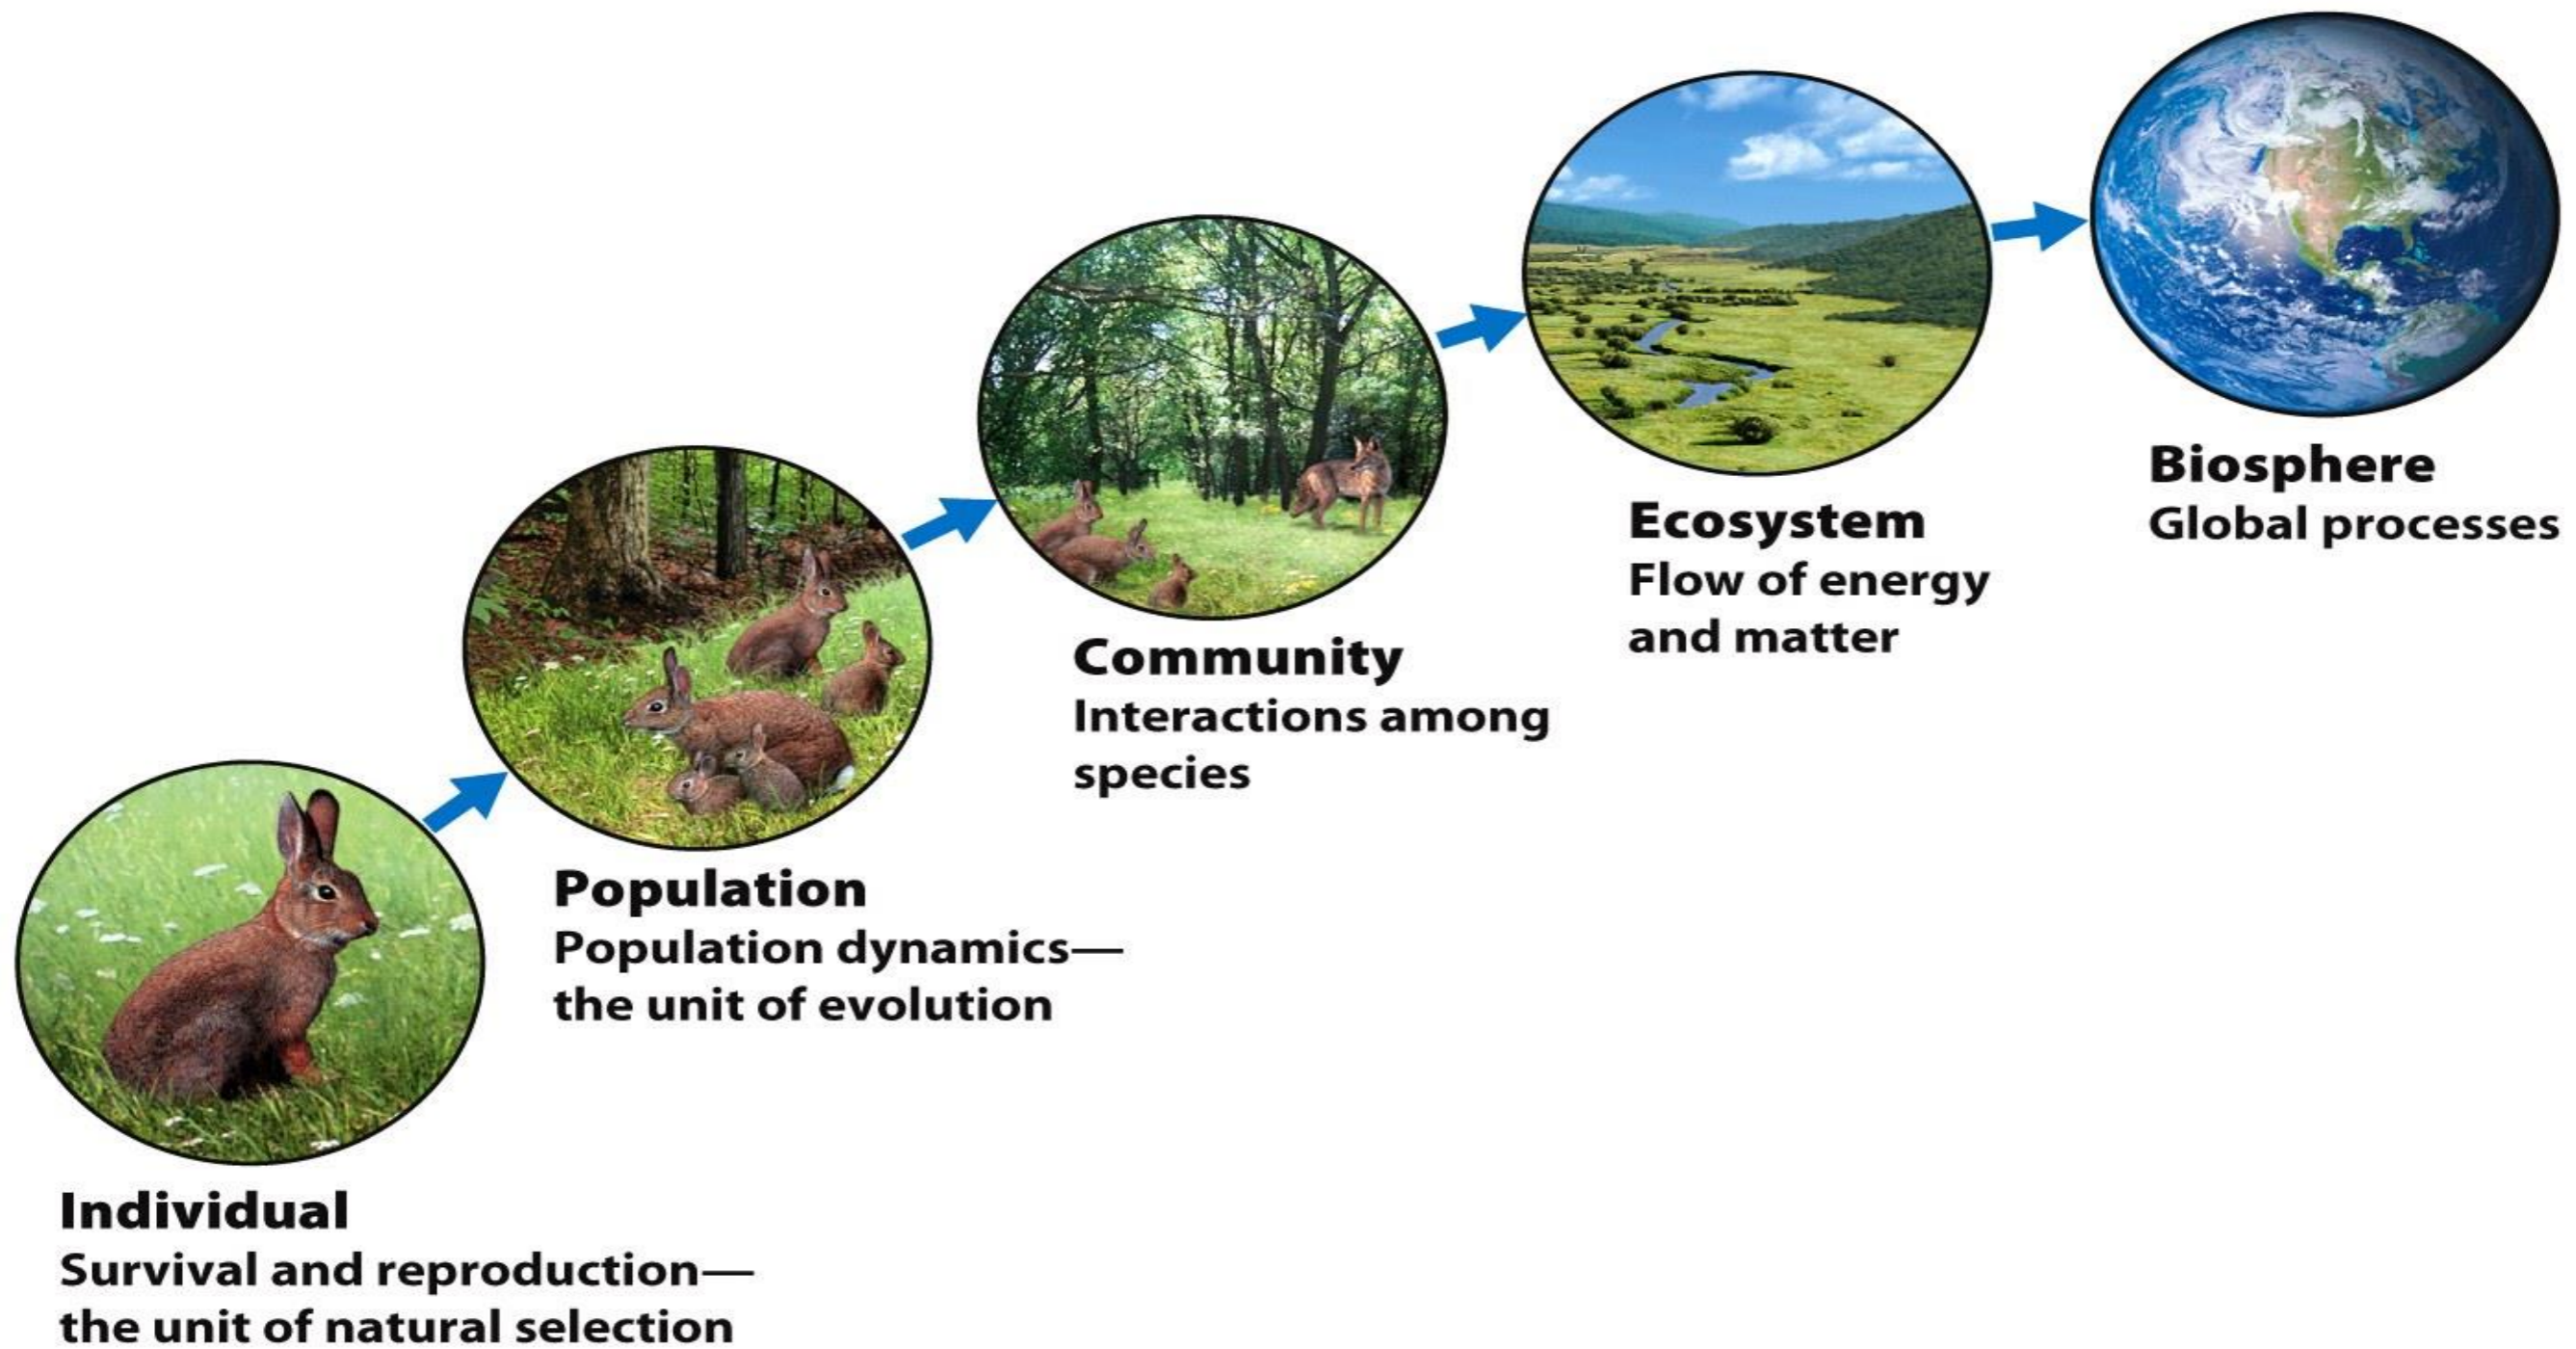 Individual
Survival and reproduction—
the unit of natural selection
Population
Population dynamics—
the unit of evolution
Community
Interactions among
species
Ecosystem
Flow of energy
and matter
Biosphere
Global processes